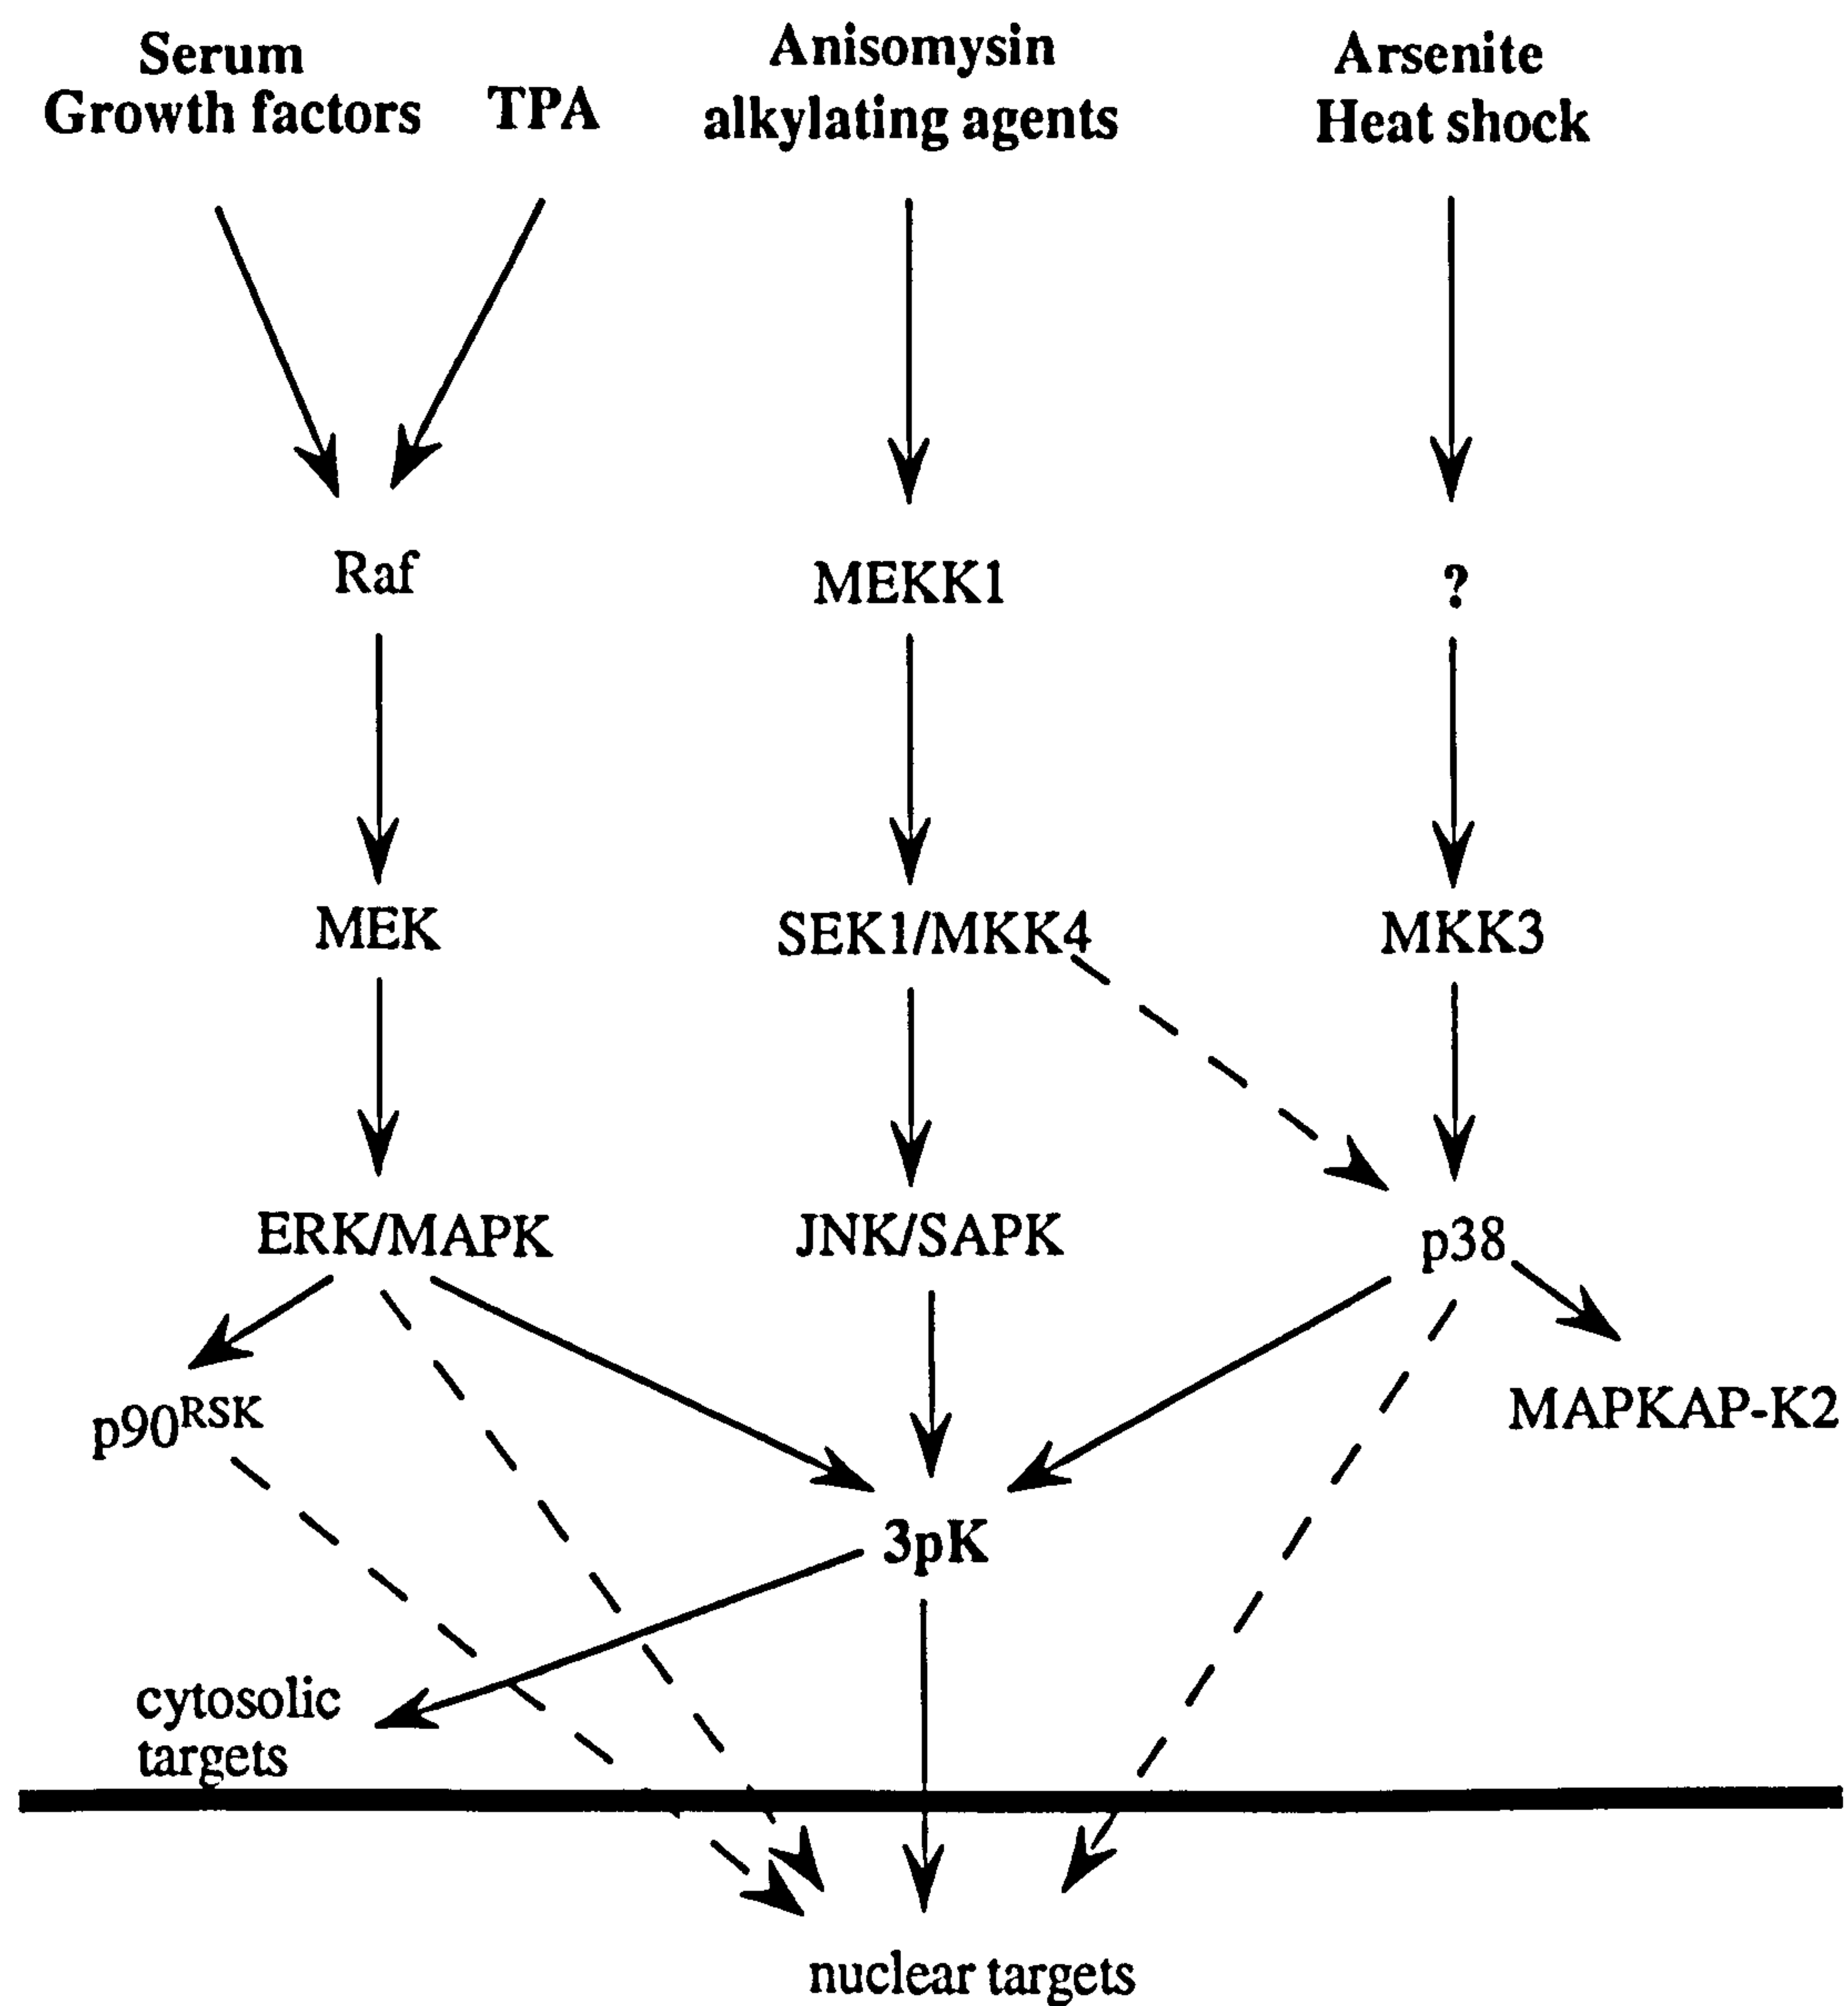 Serum
Growth factors
TPA
Anisomysin
alkylating agents
Arsenite
Heat shock
Raf
MEKK1
?
MEK
SEK1/MKK4
MKK3
ERK/MAPK
JNK/SAPK
p38
p90RSK
MAPKAP-K2
3pK
cytosolic
targets
nuclear targets